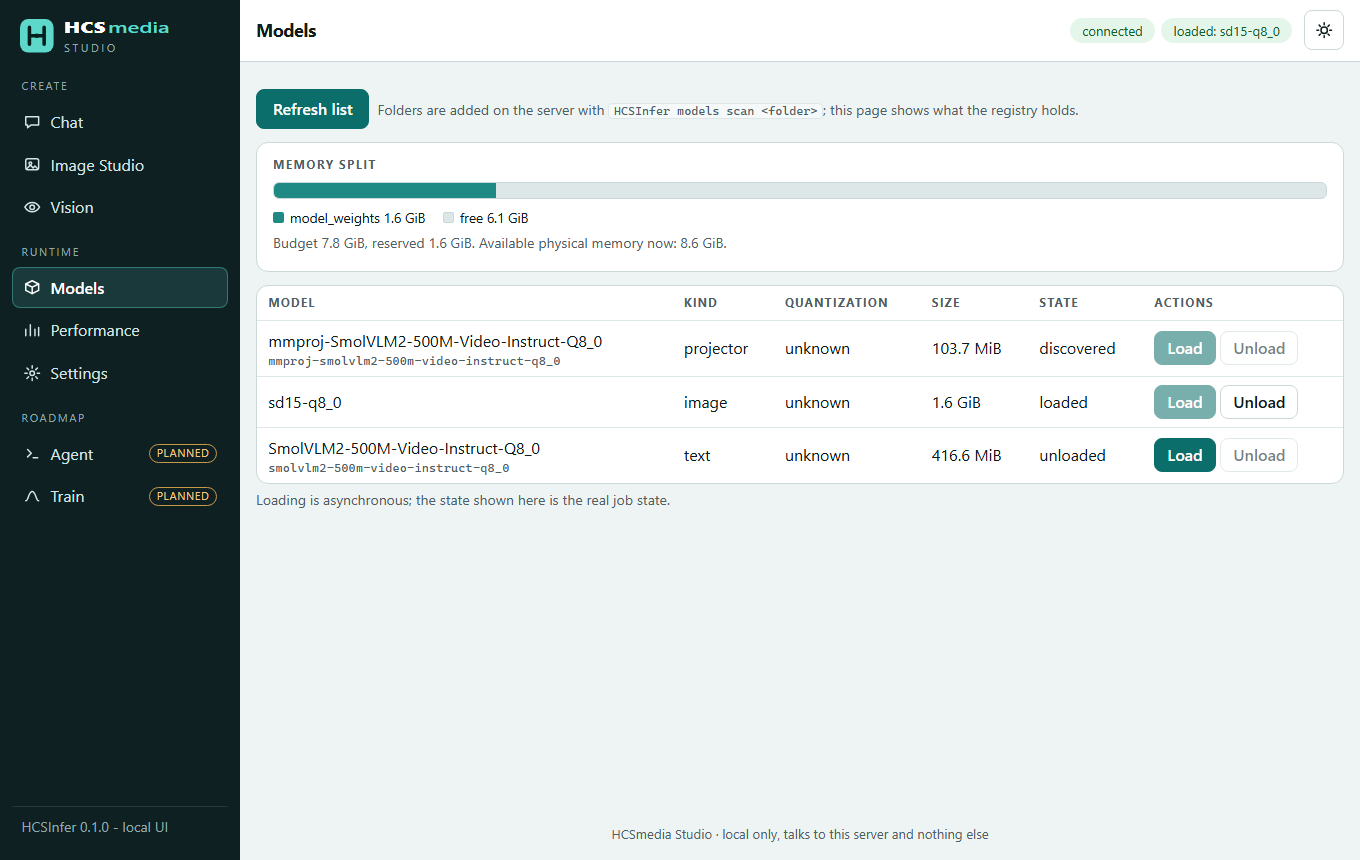 HCSmedia
STUDIO
CREATE
Chat
Image Studio
Vision
RUNTIME
Models
Performance
Settings
ROADMAP
Agent PLANNED
Train PLANNED
HCSInfer 0.1.0 - local UI
Models
connected loaded: sd15-q8_0
Refresh list Folders are added on the server with HCSInfer models scan <folder>; this page shows what the registry holds.
MEMORY SPLIT
model_weights 1.6 GiB free 6.1 GiB
Budget 7.8 GiB, reserved 1.6 GiB. Available physical memory now: 8.6 GiB.
MODEL KIND QUANTIZATION SIZE STATE ACTIONS
mmproj-SmolVLM2-500M-Video-Instruct-Q8_0 projector unknown 103.7 MiB discovered Load Unload
mmproj-smolvlm2-500m-video-instruct-q8_0
sd15-q8_0 image unknown 1.6 GiB loaded Load Unload
SmolVLM2-500M-Video-Instruct-Q8_0 text unknown 416.6 MiB unloaded Load Unload
smolvlm2-500m-video-instruct-q8_0
Loading is asynchronous; the state shown here is the real job state.
HCSmedia Studio · local only, talks to this server and nothing else